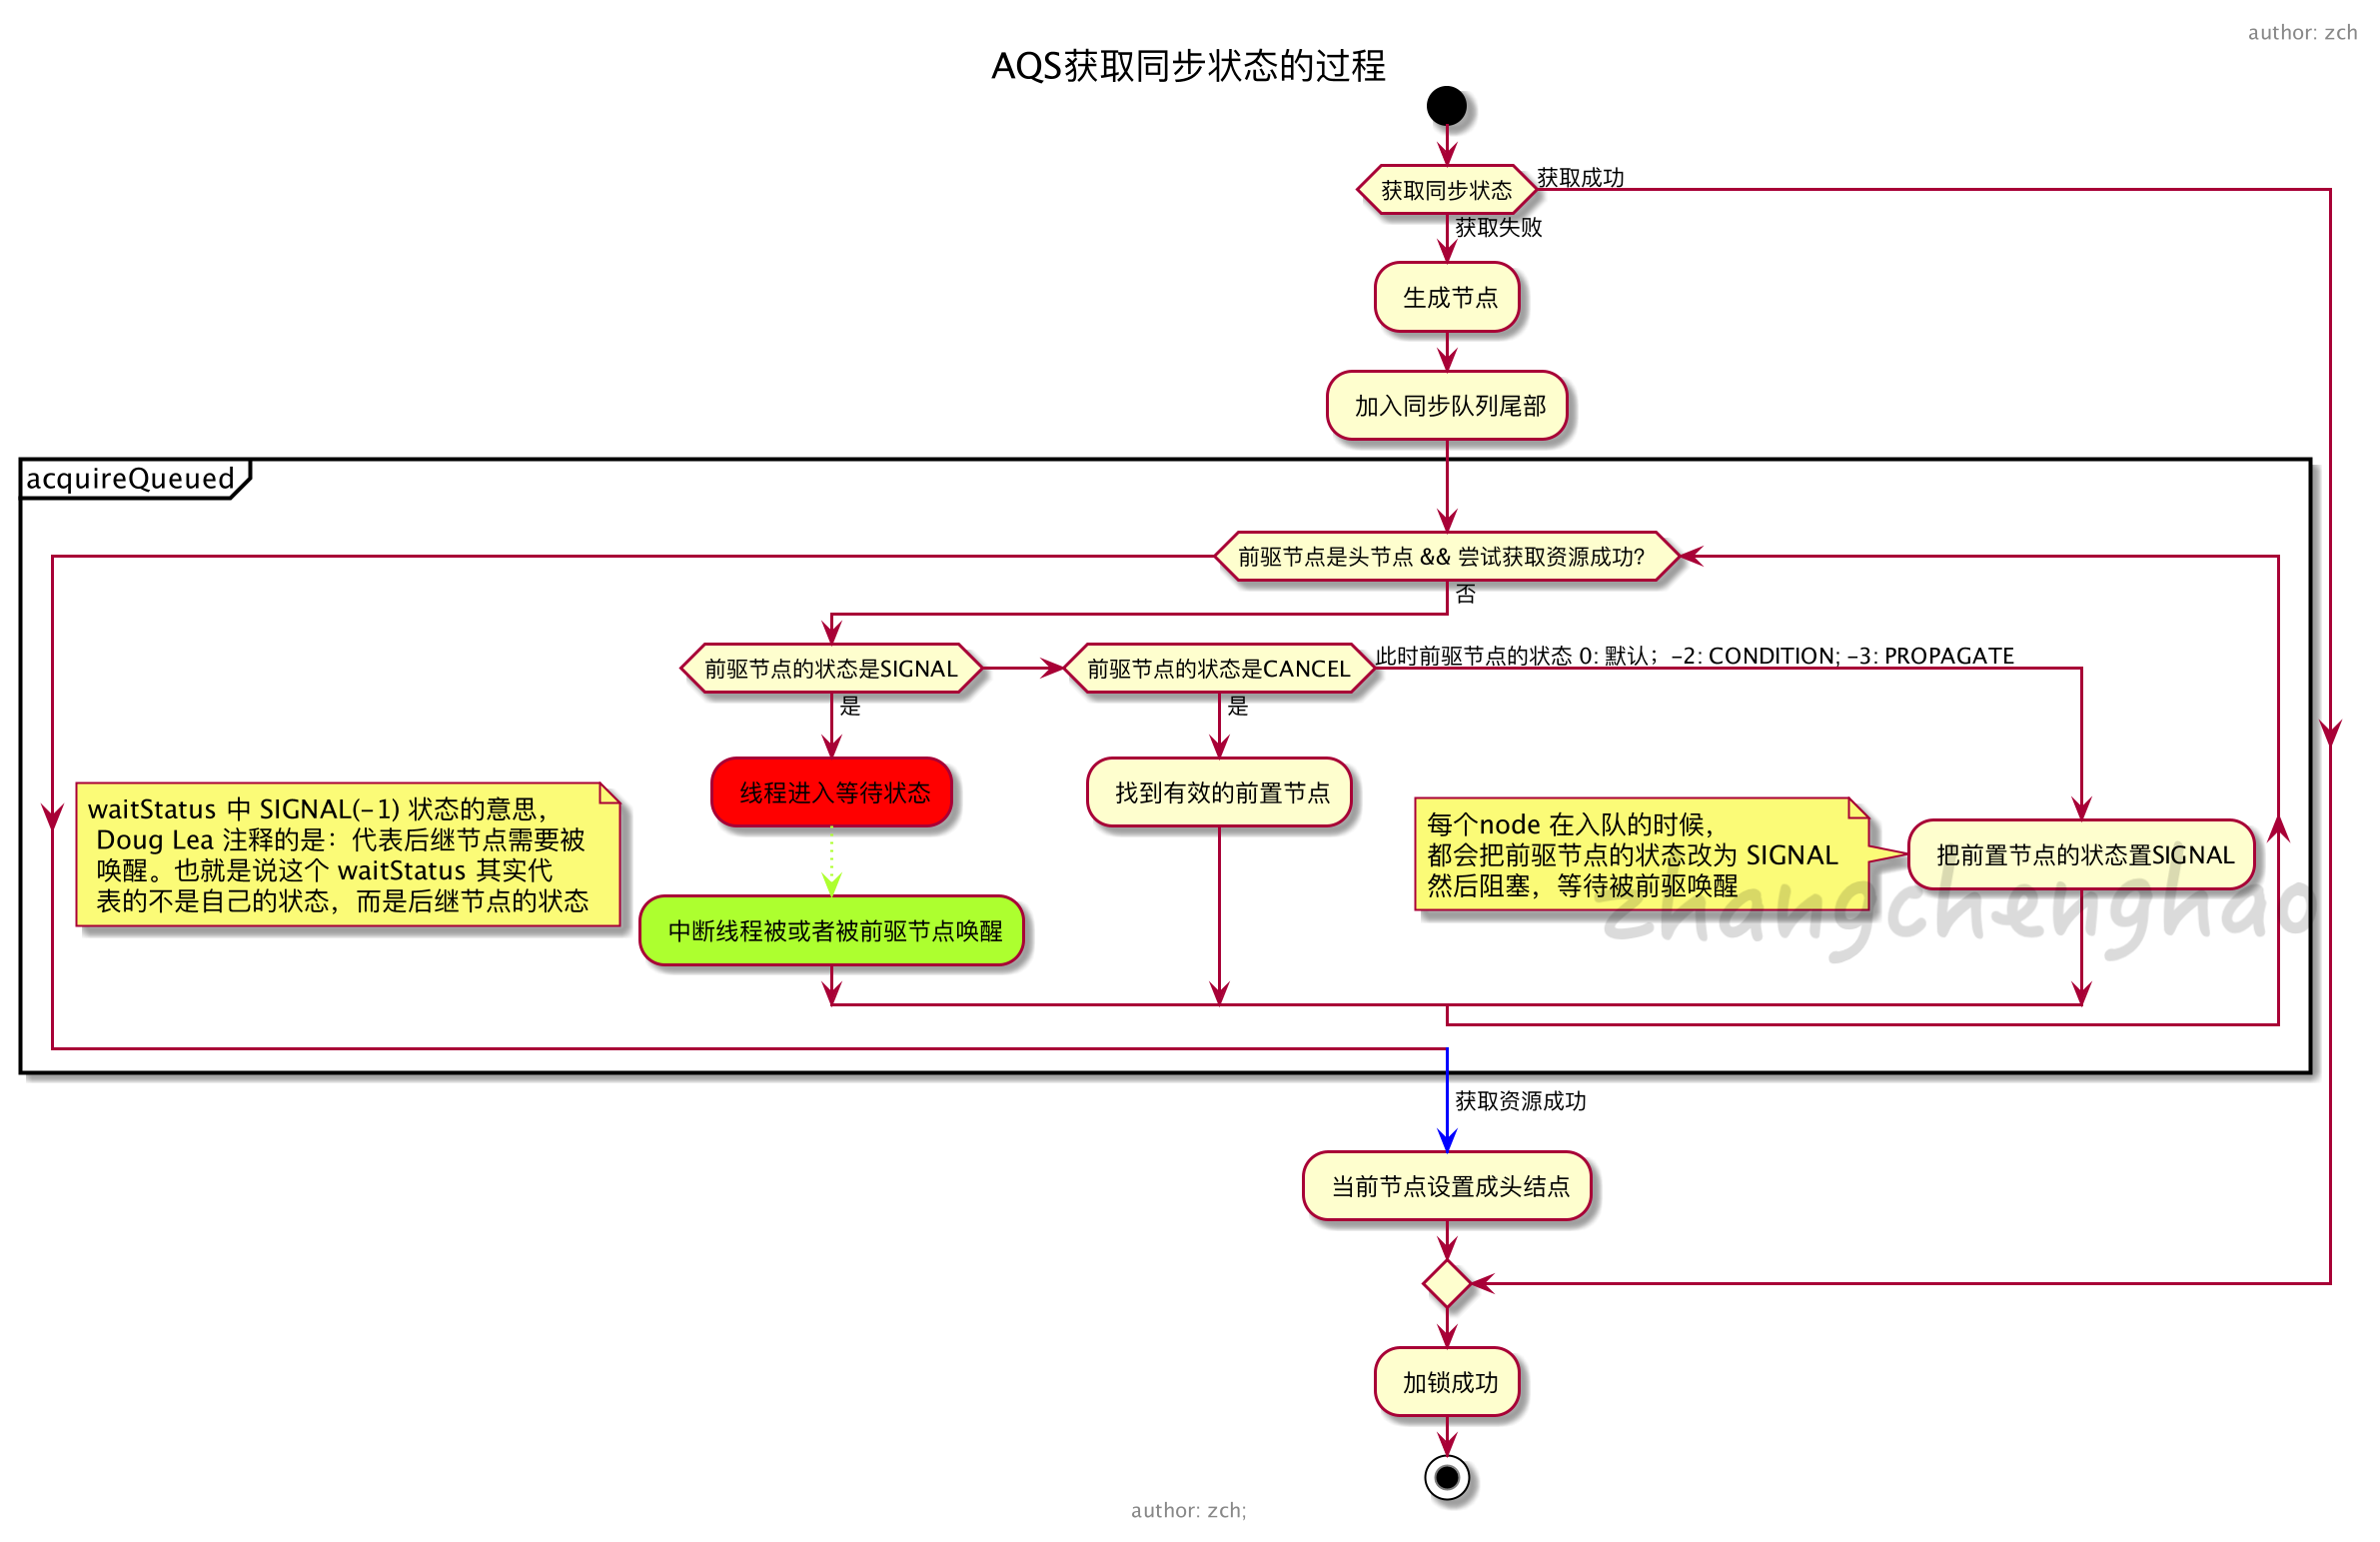 author: zch
AQS获取同步状态的过程
获取同步状态
获取成功
获取失败
生成节点
加入同步队列尾部
acquireQueued
前驱节点是头节点 && 尝试获取资源成功?
否
前驱节点的状态是SIGNAL
前驱节点的状态是CANCEL
此时前驱节点的状态 0: 默认；-2: CONDITION; -3: PROPAGATE
是
是
线程进入等待状态
找到有效的前置节点
waitStatus 中 SIGNAL(-1) 状态的意思，
Doug Lea 注释的是：代表后继节点需要被
唤醒。也就是说这个 waitStatus 其实代
表的不是自己的状态，而是后继节点的状态
每个node 在入队的时候，
都会把前驱节点的状态改为 SIGNAL
然后阻塞，等待被前驱唤醒
把前置节点的状态置SIGNAL
中断线程被或者被前驱节点唤醒
zhangchenghao
获取资源成功
当前节点设置成头结点
加锁成功
author: zch;